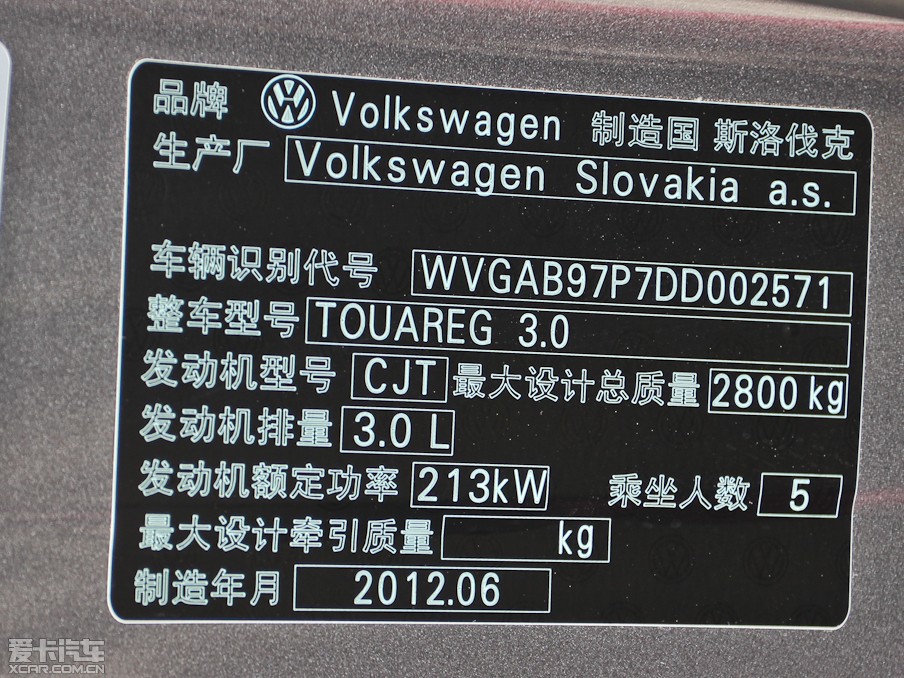 品牌 Volkswagen 制造国 斯洛伐克
生产厂 Volkswagen Slovakia a.s.
车辆识别代号 WVGAB97P7DD002571
整车型号 TOUAREG 3.0
发动机型号 CJT 最大设计总质量 2800 kg
发动机排量 3.0 L
发动机额定功率 213kW 乘坐人数 5
最大设计牵引质量 kg
制造年月 2012.06
爱卡汽车
XCAR.COM.CN